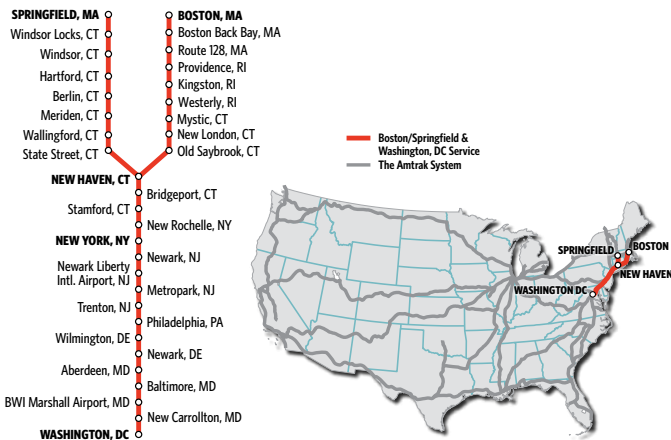 SPRINGFIELD, MA
Windsor Locks, CT
Windsor, CT
Hartford, CT
Berlin, CT
Meriden, CT
Wallingford, CT
State Street, CT
BOSTON, MA
Boston Back Bay, MA
Route 128, MA
Providence, RI
Kingston, RI
Westerly, RI
Mystic, CT
New London, CT
Old Saybrook, CT
NEW HAVEN, CT
Bridgeport, CT
Stamford, CT
New Rochelle, NY
NEW YORK, NY
Newark, NJ
Newark Liberty
Intl. Airport, NJ
Metropark, NJ
Trenton, NJ
Philadelphia, PA
Wilmington, DE
Newark, DE
Aberdeen, MD
Baltimore, MD
BWI Marshall Airport, MD
New Carrollton, MD
WASHINGTON, DC
Boston/Springfield &
Washington, DC Service
The Amtrak System
SPRINGFIELD
BOSTON
NEW HAVEN
WASHINGTON DC